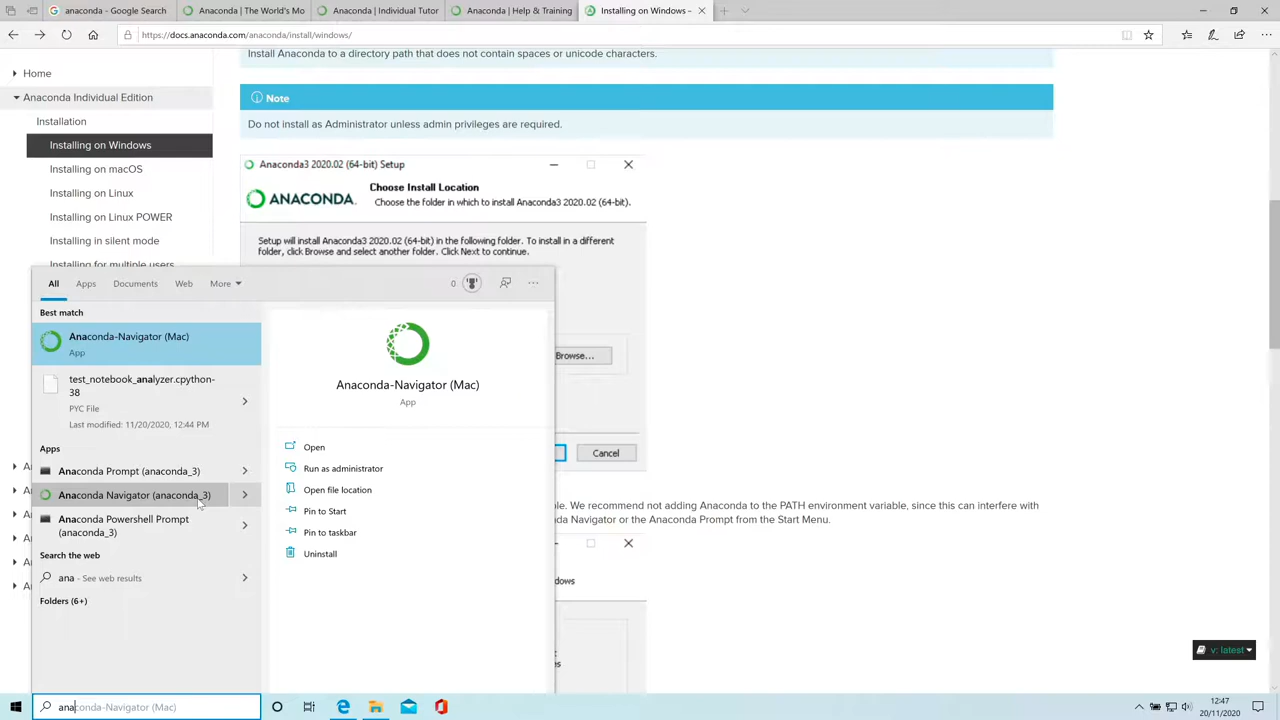 anaconda - Google Search
Anaconda | The World's Mo
Anaconda | Individual Tutor
Anaconda | Help & Training
Installing on Windows -
https://docs.anaconda.com/anaconda/install/windows/
Install Anaconda to a directory path that does not contain spaces or unicode characters.
Home
Anaconda Individual Edition
Installation
Installing on Windows
Installing on macOS
Installing on Linux
Installing on Linux POWER
Installing in silent mode
Installing for multiple users
Note
Do not install as Administrator unless admin privileges are required.
Anaconda3 2020.02 (64-bit) Setup
ANACONDA.
Choose Install Location
Choose the folder in which to install Anaconda3 2020.02 (64-bit).
Setup will install Anaconda3 2020.02 (64-bit) in the following folder. To install in a different
folder, click Browse and select another folder. Click Next to continue.
Browse...
Cancel
All
Apps
Documents
Web
More
0
Best match
Anaconda-Navigator (Mac)
App
test_notebook_analyzer.cpython-
38
PYC File
Last modified: 11/20/2020, 12:44 PM
Apps
Anaconda Prompt (anaconda_3)
Anaconda Navigator (anaconda_3)
Anaconda Powershell Prompt
(anaconda_3)
Search the web
ana - See web results
Folders (6+)
Anaconda-Navigator (Mac)
App
Open
Run as administrator
Open file location
Pin to Start
Pin to taskbar
Uninstall
ble. We recommend not adding Anaconda to the PATH environment variable, since this can interfere with
da Navigator or the Anaconda Prompt from the Start Menu.
dows
v: latest
anaconda-Navigator (Mac)
12:47
20/11/2020